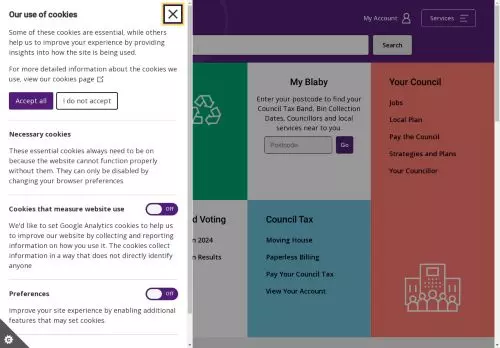 Our use of cookies
Some of these cookies are essential, while others
help us to improve your experience by providing
insights into how the site is being used.
For more detailed information about the cookies we
use, view our cookies page
Accept all
I do not accept
Necessary cookies
These essential cookies always need to be on
because the website cannot function properly
without them. They can only be disabled by
changing your browser preferences
Cookies that measure website use
Off
We'd like to set Google Analytics cookies to help us
to improve our website by collecting and reporting
information on how you use it. The cookies collect
information in a way that does not directly identify
anyone
Preferences
Off
Improve your site experience by enabling additional
features that may set cookies.
My Account
Services
Search
My Blaby
Enter your postcode to find your
Council Tax Band, Bin Collection
Dates, Councillors and local
services near to you
Postcode
Go
Your Council
Jobs
Local Plan
Pay the Council
Strategies and Plans
Your Councillor
d Voting
n 2024
n Results
Council Tax
Moving House
Paperless Billing
Pay Your Council Tax
View Your Account